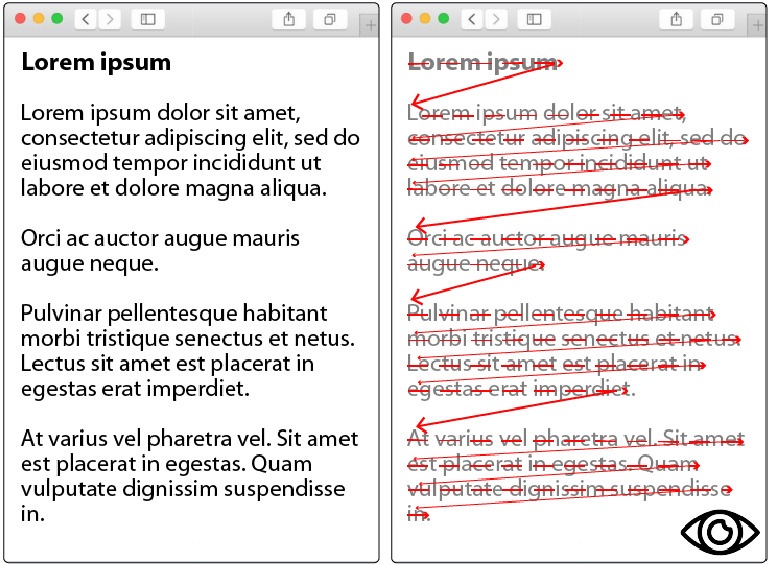 Lorem ipsum
Lorem ipsum dolor sit amet,
consectetur adipiscing elit, sed do
eiusmod tempor incididunt ut
labore et dolore magna aliqua.
Orci ac auctor augue mauris
augue neque.
Pulvinar pellentesque habitant
morbi tristique senectus et netus.
Lectus sit amet est placerat in
egestas erat imperdiet.
At varius vel pharetra vel. Sit amet
est placerat in egestas. Quam
vulputate dignissim suspendisse
in.
Lorem ipsum
Lorem ipsum dolor sit amet,
consectetur adipiscing elit, sed do
eiusmod tempor incididunt ut
labore et dolore magna aliqua.
Orci ac auctor augue mauris
augue neque.
Pulvinar pellentesque habitant
morbi tristique senectus et netus.
Lectus sit amet est placerat in
egestas erat imperdiet.
At varius vel pharetra vel. Sit amet
est placerat in egestas. Quam
vulputate dignissim suspendisse
in.